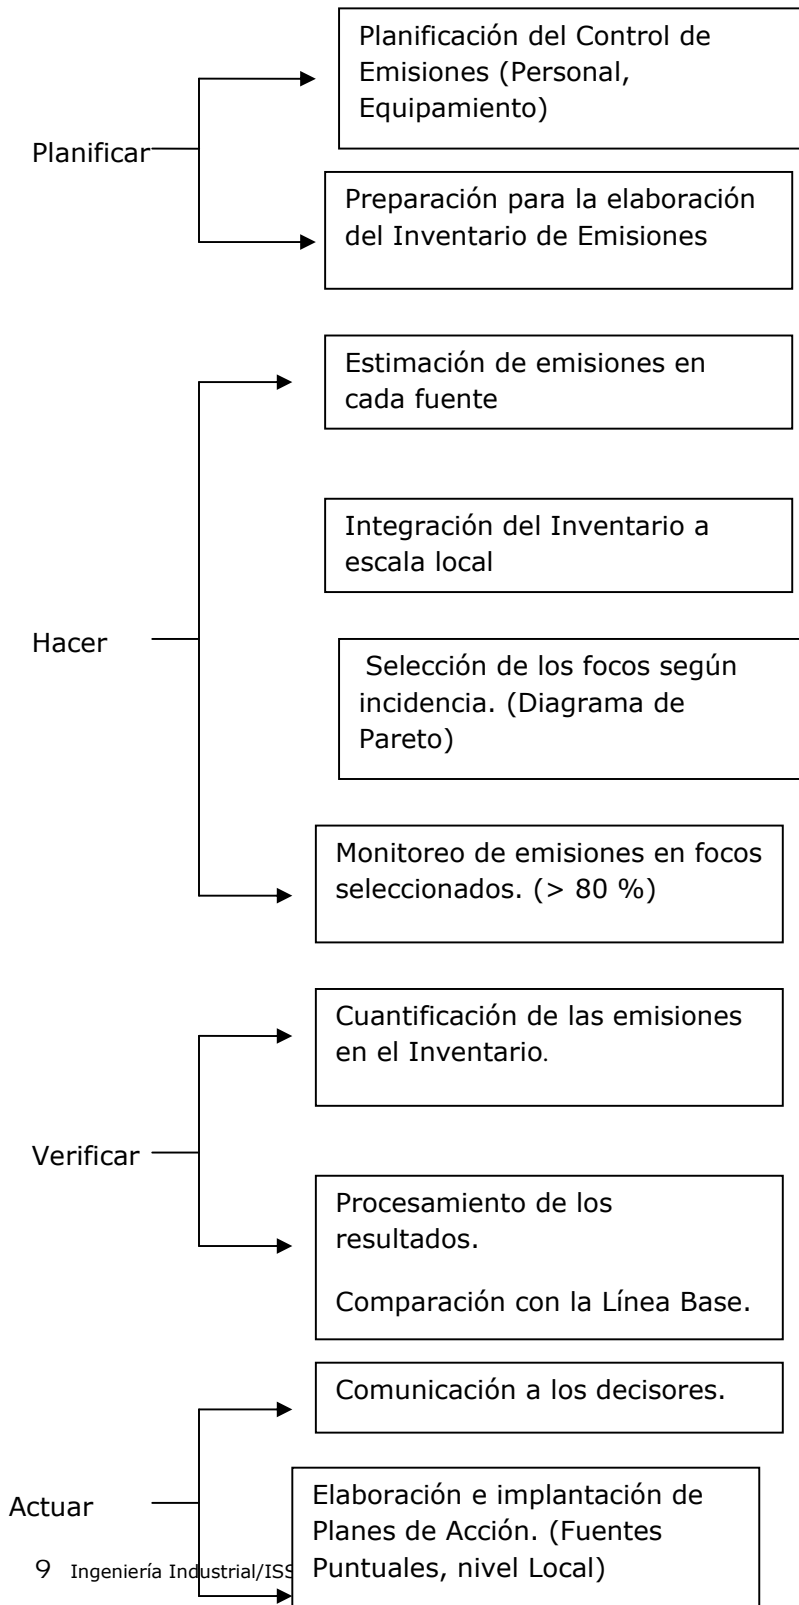 Planificación del Control de
Emisiones (Personal,
Equipamiento)
Planificar
Preparación para la elaboración
del Inventario de Emisiones
Estimación de emisiones en
cada fuente
Integración del Inventario a
escala local
Hacer
Selección de los focos según
incidencia. (Diagrama de
Pareto)
Monitoreo de emisiones en focos
seleccionados. (> 80 %)
Cuantificación de las emisiones
en el Inventario.
Verificar
Procesamiento de los
resultados.
Comparación con la Línea Base.
Comunicación a los decisores.
Actuar
Elaboración e implantación de
Planes de Acción. (Fuentes
Puntuales, nivel Local)
9 Ingeniería Industrial/